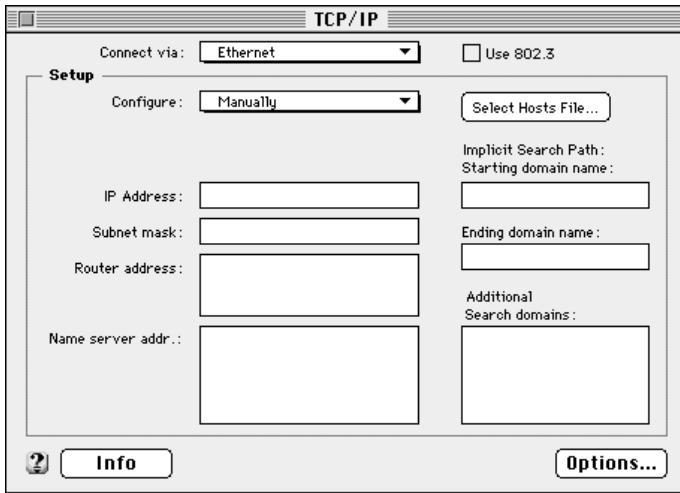 TCP/IP
Connect via: Ethernet
Use 802.3
Setup
Configure: Manually
Select Hosts File...
Implicit Search Path:
Starting domain name:
IP Address:
Subnet mask:
Ending domain name:
Router address:
Additional
Search domains:
Name server addr.:
?
Info
Options...